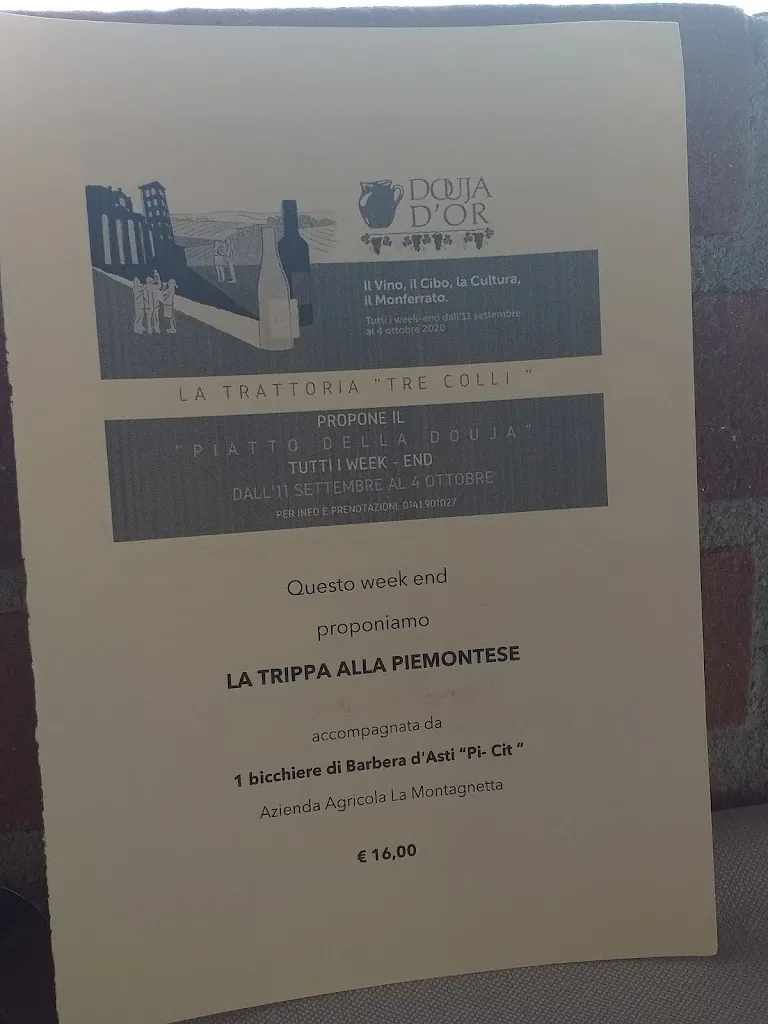 DOUJA
D'OR
Il Vino, il Cibo, la Cultura,
il Monferrato.
Tutti i week-end dall'11 settembre
al 4 ottobre 2020
LA TRATTORIA "TRE COLLI "
PROPONE IL
"PIATTO DELLA DOUJA"
TUTTI I WEEK - END
DALL'11 SETTEMBRE AL 4 OTTOBRE
PER INFO E PRENOTAZIONI. 0141.901027
Questo week end
proponiamo
LA TRIPPA ALLA PIEMONTESE
accompagnata da
1 bicchiere di Barbera d'Asti “Pi- Cit ”
Azienda Agricola La Montagnetta
€ 16,00